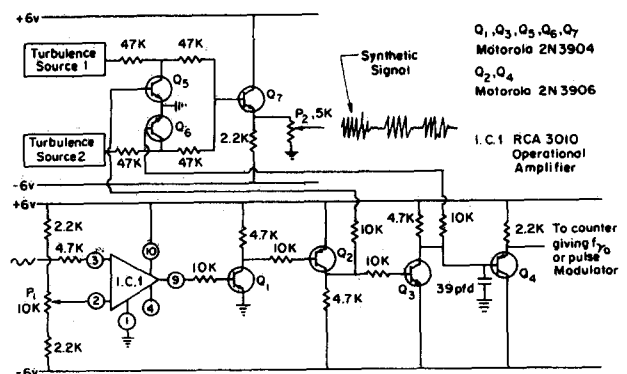 +6v
Turbulence
Source 1
47K
47K
Q5
Q7
Synthetic
Signal
Q1, Q3, Q5, Q6, Q7
Motorola 2N3904
Q2, Q4
Motorola 2N3906
I.C.1 RCA 3010
Operational
Amplifier
P2, 5K
Q6
2.2K
Turbulence
Source 2
47K
47K
-6v
+6v
2.2K
4.7K
3
10
I.C.1
9
10K
4.7K
10K
Q1
Q2
10K
10K
4.7K
10K
2.2K
To counter
giving fγo
or pulse
Modulator
P1
10K
2
1
4
4.7K
Q3
39pfd
Q4
2.2K
-6v